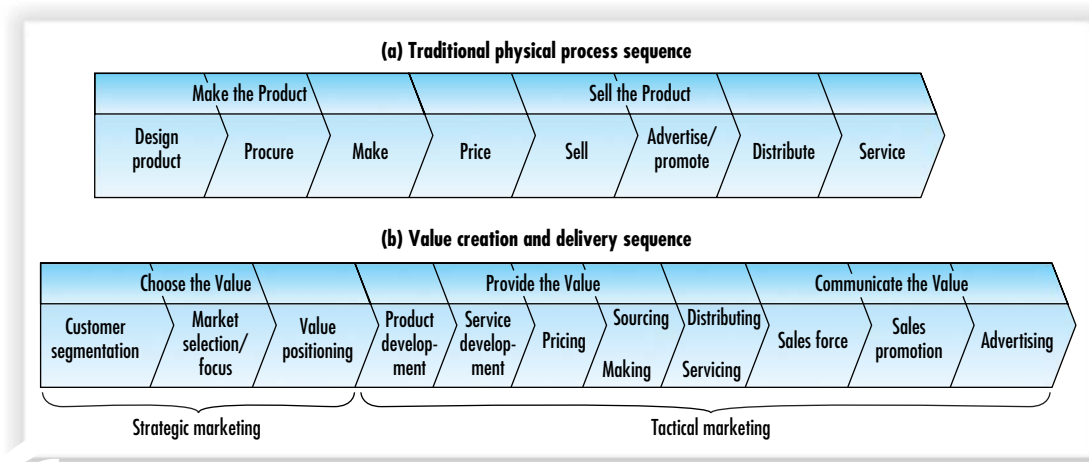 (a) Traditional physical process sequence
Make the Product
Sell the Product
Design
product
Procure
Make
Price
Sell
Advertise/
promote
Distribute
Service
(b) Value creation and delivery sequence
Choose the Value
Provide the Value
Communicate the Value
Customer
segmentation
Market
selection/
focus
Value
positioning
Product
develop-
ment
Service
develop-
ment
Pricing
Sourcing
Making
Distributing
Servicing
Sales force
Sales
promotion
Advertising
Strategic marketing
Tactical marketing